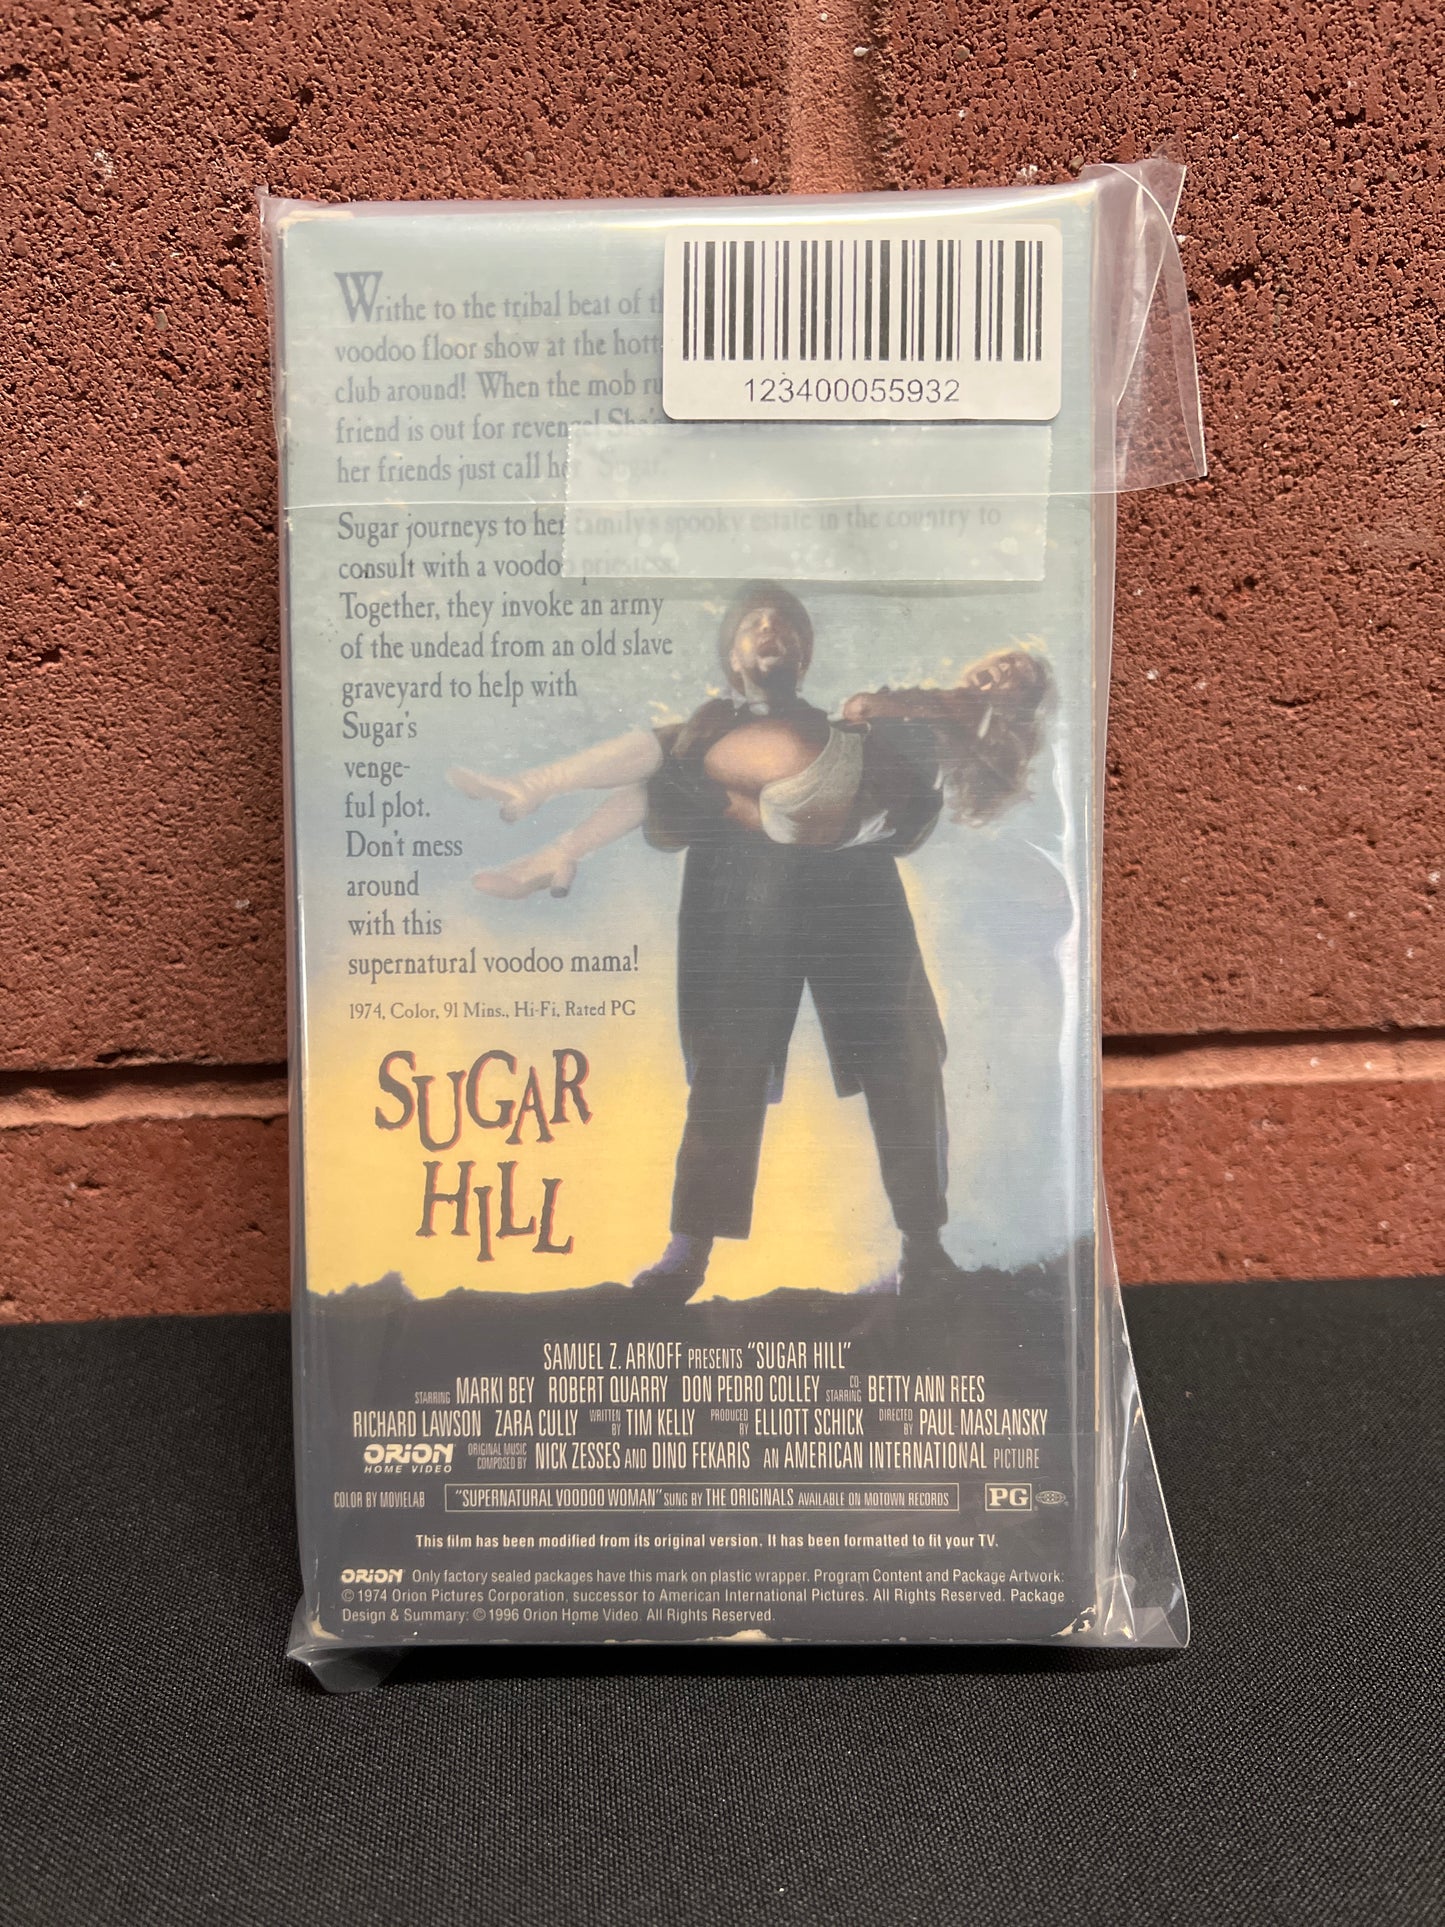 123400055932
Writhe to the tribal beat of
voodoo floor show at the
club around! When the mob
friend is out for revenge! She's
her friends just call her "Sugar."
Sugar journeys to her family's spooky estate in the country to
consult with a voodoo priestess.
Together, they invoke an army
of the undead from an old slave
graveyard to help with
Sugar's
venge-
ful plot.
Don't mess
around
with this
supernatural voodoo mama!
1974, Color, 91 Mins., Hi-Fi, Rated PG
SUGAR
HILL
SAMUEL Z. ARKOFF PRESENTS "SUGAR HILL"
STARRING MARKI BEY ROBERT QUARRY DON PEDRO COLLEY CO-STARRING BETTY ANN REES
RICHARD LAWSON ZARA CULLY WRITTEN BY TIM KELLY PRODUCED BY ELLIOTT SCHICK DIRECTED BY PAUL MASLANSKY
ORION HOME VIDEO ORIGINAL MUSIC COMPOSED BY NICK ZESSES AND DINO FEKARIS AN AMERICAN INTERNATIONAL PICTURE
COLOR BY MOVIELAB "SUPERNATURAL VOODOO WOMAN" SUNG BY THE ORIGINALS AVAILABLE ON MOTOWN RECORDS PG
This film has been modified from its original version. It has been formatted to fit your TV.
ORION Only factory sealed packages have this mark on plastic wrapper. Program Content and Package Artwork:
© 1974 Orion Pictures Corporation, successor to American International Pictures. All Rights Reserved. Package
Design & Summary: © 1996 Orion Home Video. All Rights Reserved.